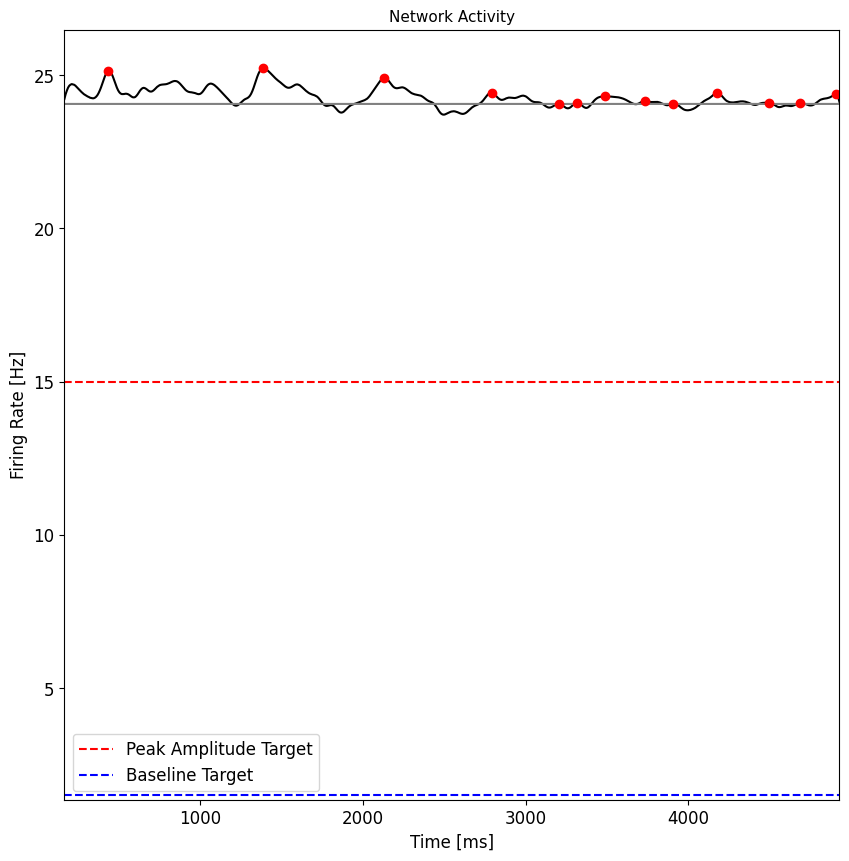 Network Activity
25
20
15
10
5
Firing Rate [Hz]
Peak Amplitude Target
Baseline Target
1000 2000 3000 4000
Time [ms]